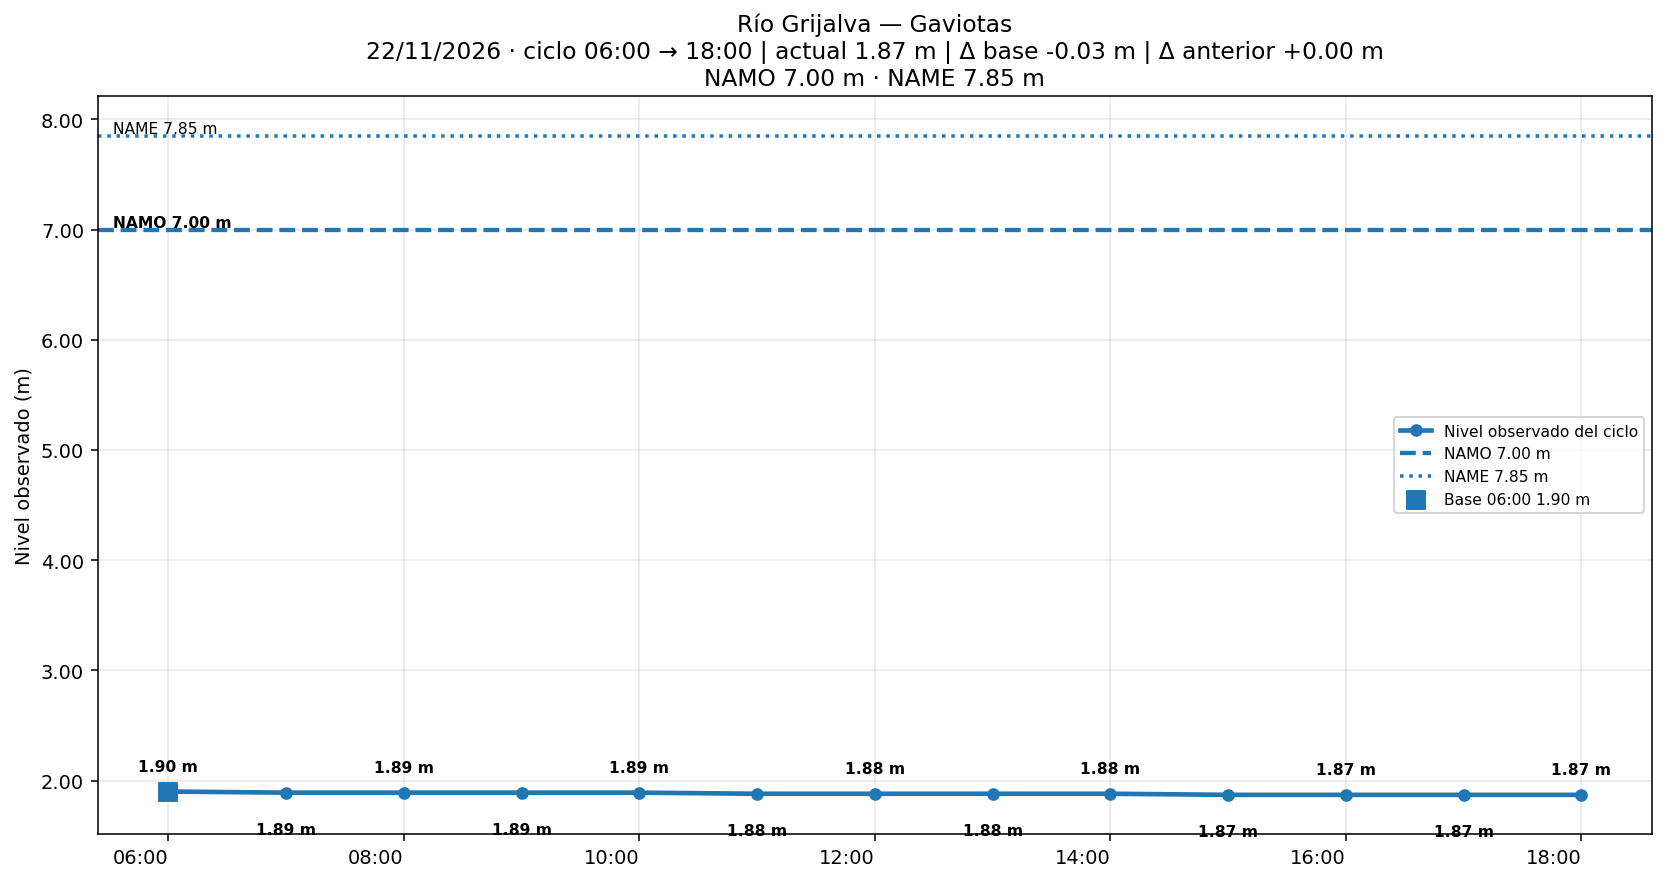 Río Grijalva — Gaviotas
22/11/2026 · ciclo 06:00 → 18:00 | actual 1.87 m | Δ base -0.03 m | Δ anterior +0.00 m
NAMO 7.00 m · NAME 7.85 m
8.00
NAME 7.85 m
NAMO 7.00 m
7.00
6.00
Nivel observado (m)
5.00
Nivel observado del ciclo
NAMO 7.00 m
NAME 7.85 m
Base 06:00 1.90 m
4.00
3.00
2.00
1.90 m
1.89 m
1.89 m
1.88 m
1.88 m
1.87 m
1.87 m
1.89 m
1.89 m
1.88 m
1.88 m
1.87 m
1.87 m
06:00
08:00
10:00
12:00
14:00
16:00
18:00